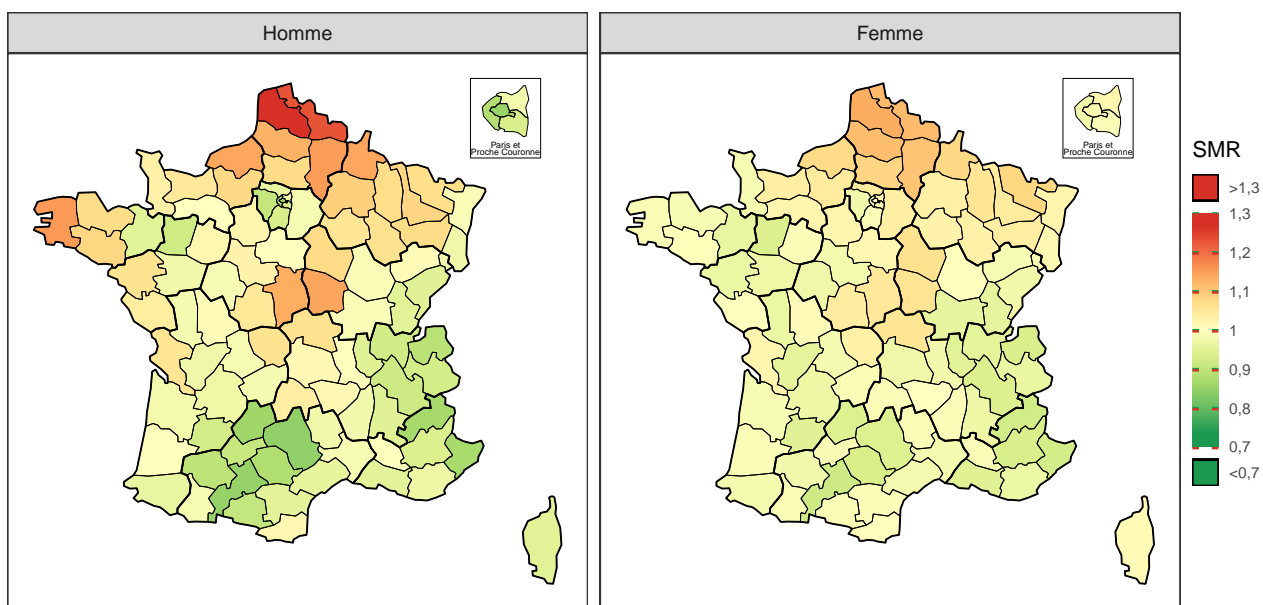 Homme
Femme
Paris et
Proche Couronne
Paris et
Proche Couronne
SMR
>1,3
1,3
1,2
1,1
1
0,9
0,8
0,7
<0,7